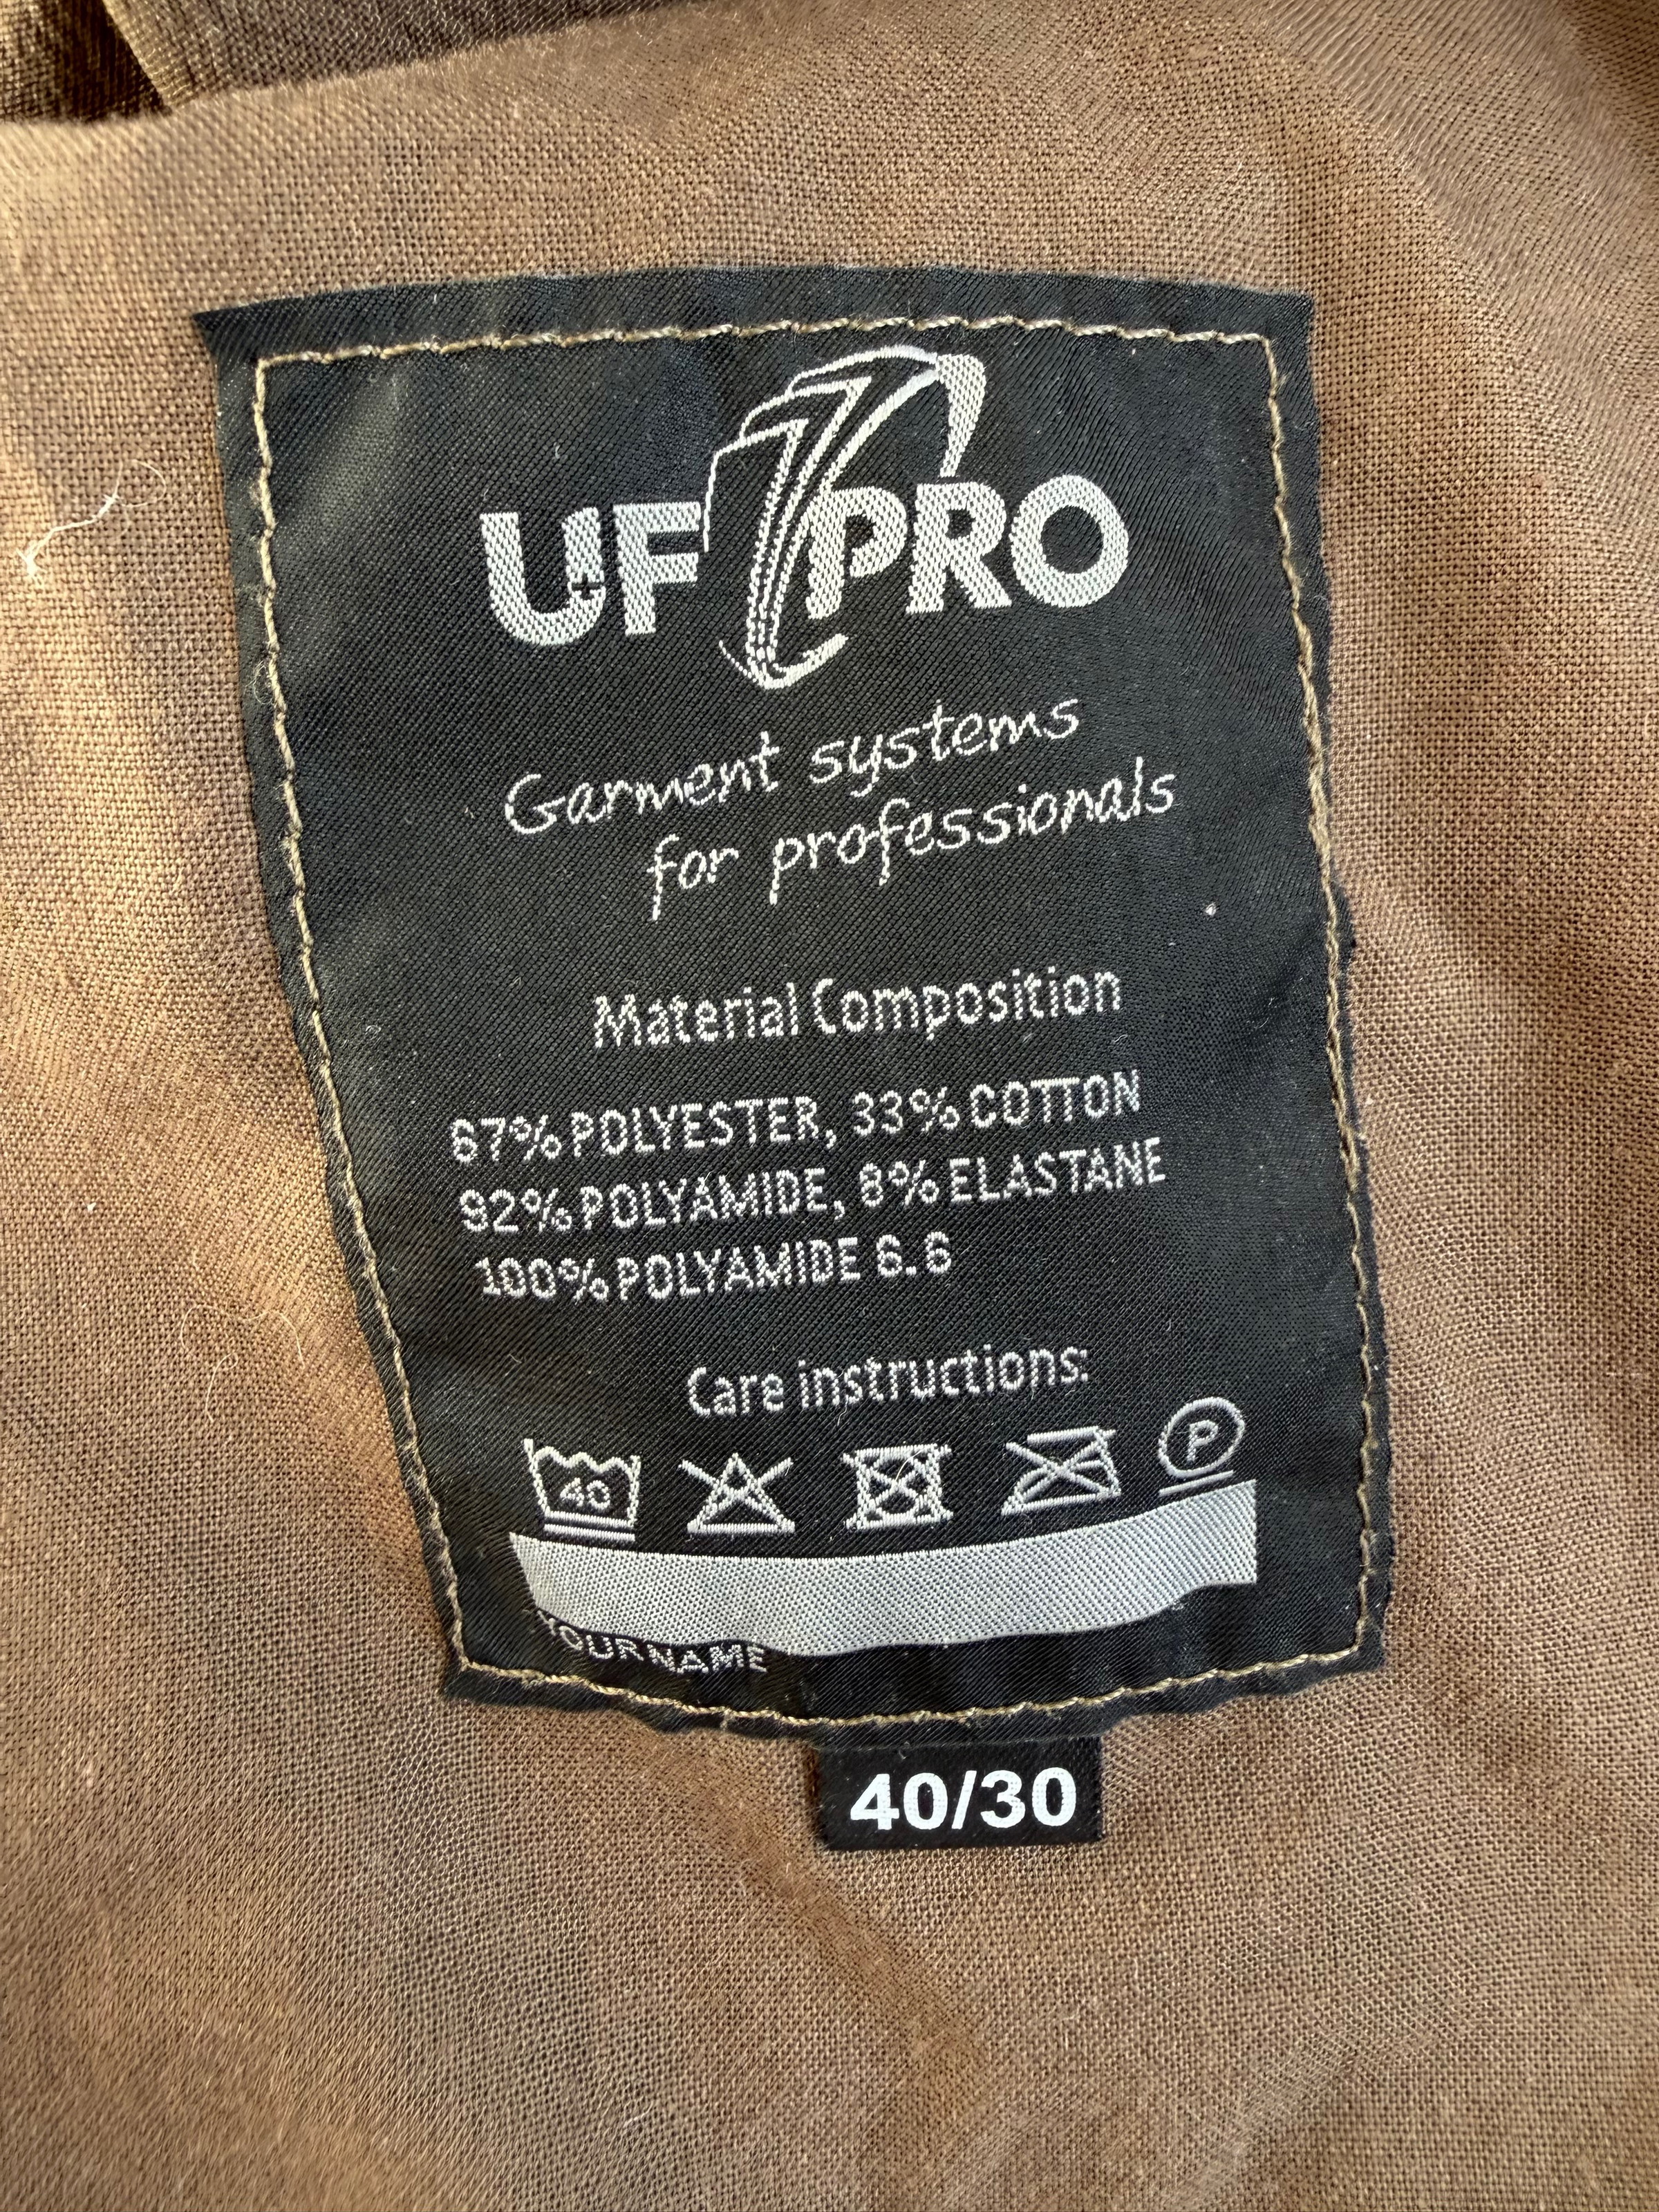 UF PRO
Garment systems
for professionals
Material Composition
67% POLYESTER, 33% COTTON
92% POLYAMIDE, 8% ELASTANE
100% POLYAMIDE 6.6
Care instructions:
40
P
YOURNAME
40/30